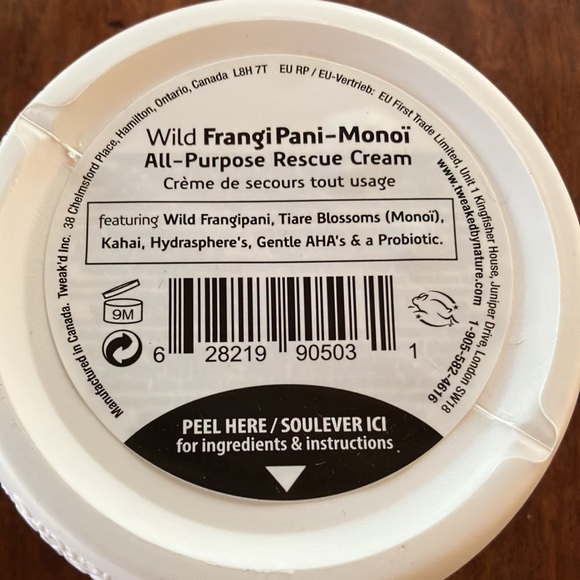 Manufactured in Canada. Tweak'd Inc. 38 Chelmsford Place, Hamilton, Ontario, Canada L8H 7T EU RP / EU-Vertrieb: EU First Trade Limited, Unit 1 Kingfisher House, Juniper Drive, London SW18
www.tweakedbynature.com 1-905-582-4616
Wild FrangiPani-Monoï
All-Purpose Rescue Cream
Crème de secours tout usage
featuring Wild Frangipani, Tiare Blossoms (Monoï),
Kahai, Hydrasphere's, Gentle AHA's & a Probiotic.
9M
6 28219 90503 1
PEEL HERE / SOULEVER ICI
for ingredients & instructions